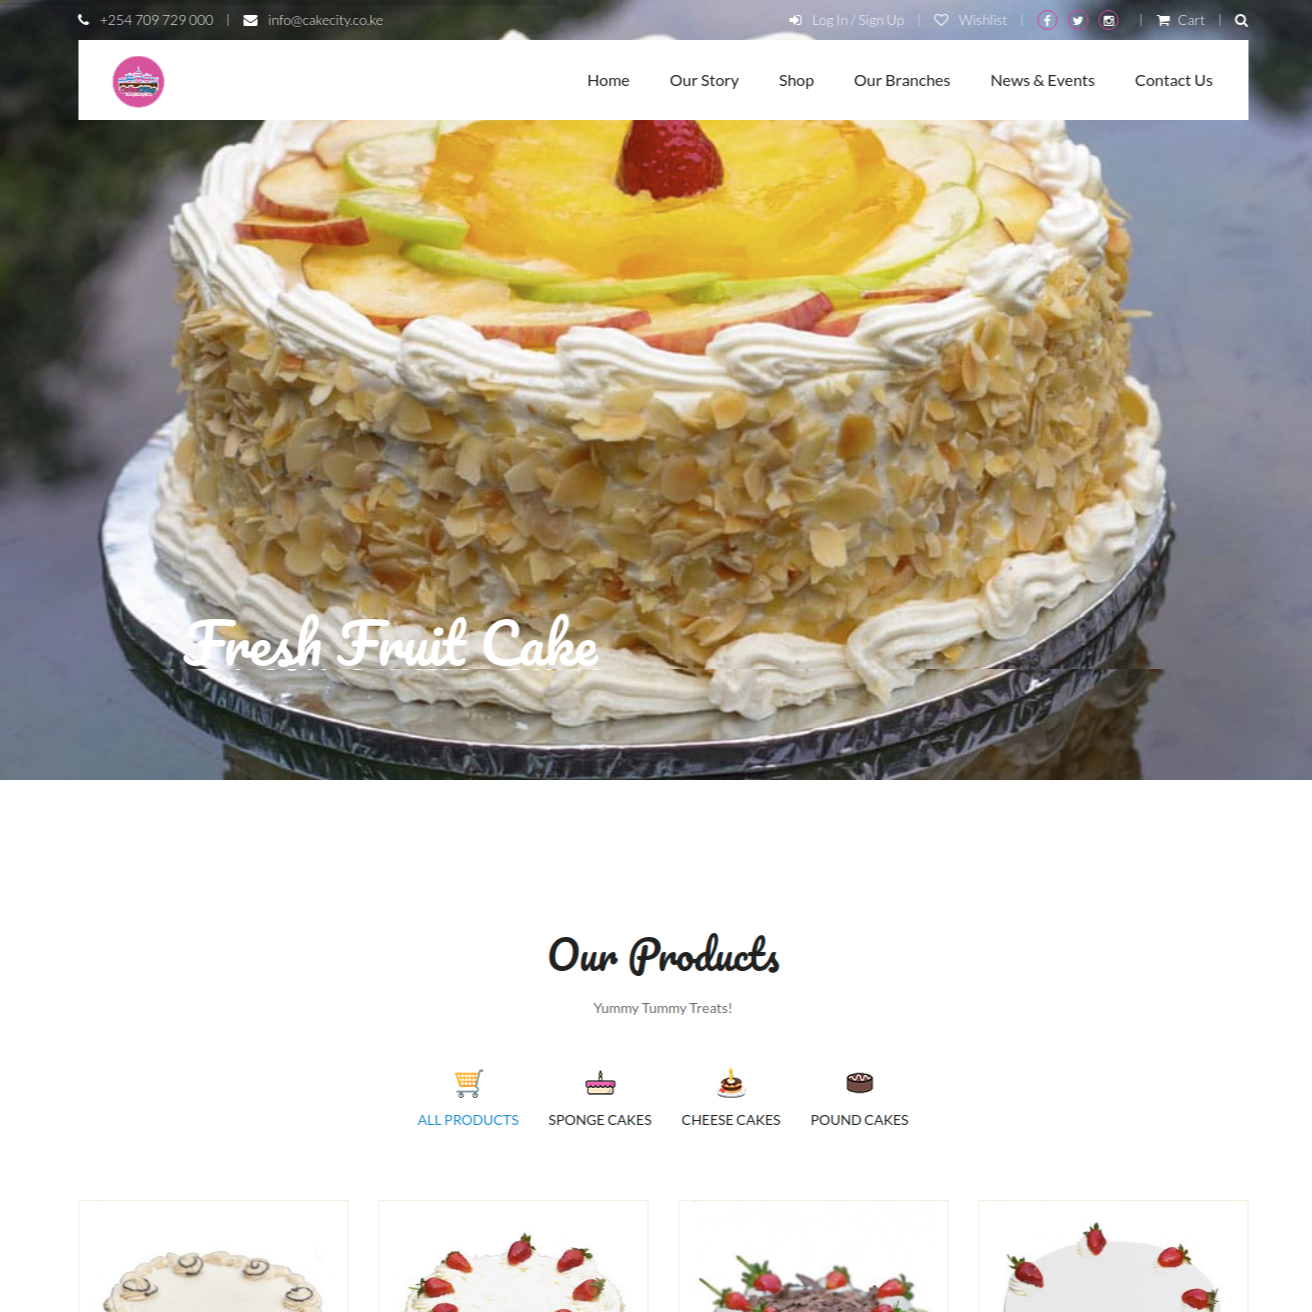 +254 709 729 000 | info@cakecity.co.ke Log In / Sign Up | Wishlist | | Cart |
Home Our Story Shop Our Branches News & Events Contact Us
Fresh Fruit Cake
Our Products
Yummy Tummy Treats!
ALL PRODUCTS SPONGE CAKES CHEESE CAKES POUND CAKES